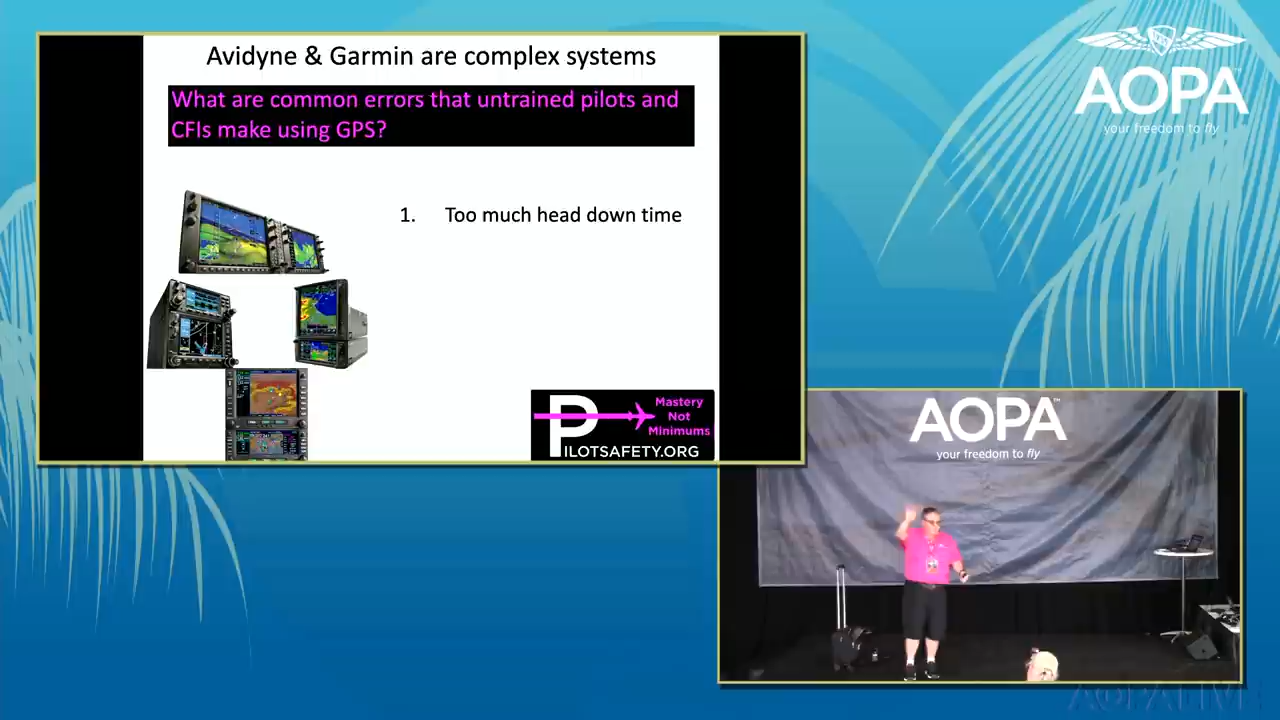 Avidyne & Garmin are complex systems
What are common errors that untrained pilots and
CFIs make using GPS?
1. Too much head down time
Mastery
Not
Minimums
PILOTSAFETY.ORG
AOPA
your freedom to fly
AOPA™
your freedom to fly
AOPA LIVE